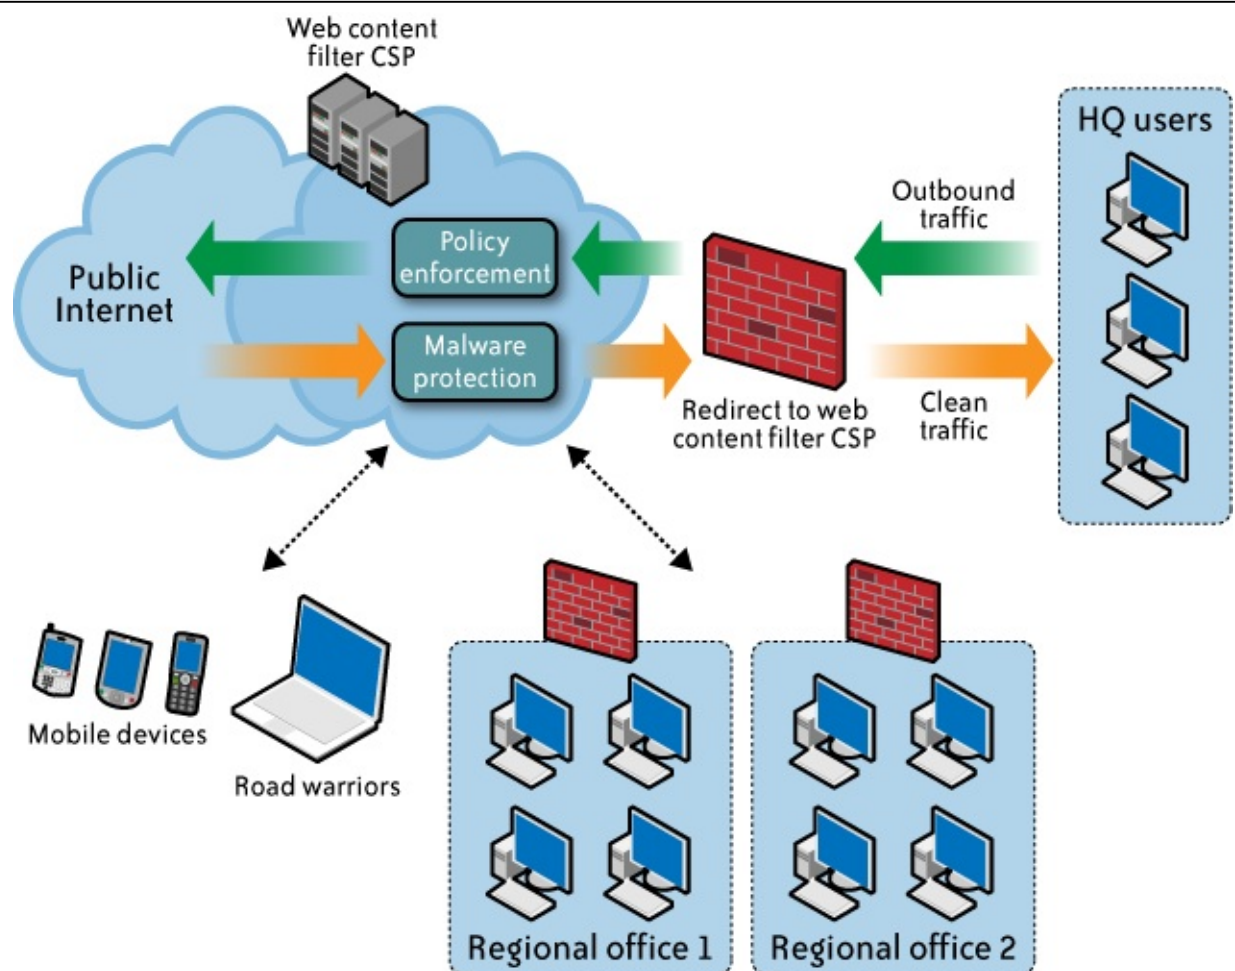 Web content
filter CSP
HQ users
Outbound
traffic
Policy
enforcement
Public
Internet
Malware
protection
Redirect to web
content filter CSP
Clean
traffic
Mobile devices
Road warriors
Regional office 1
Regional office 2